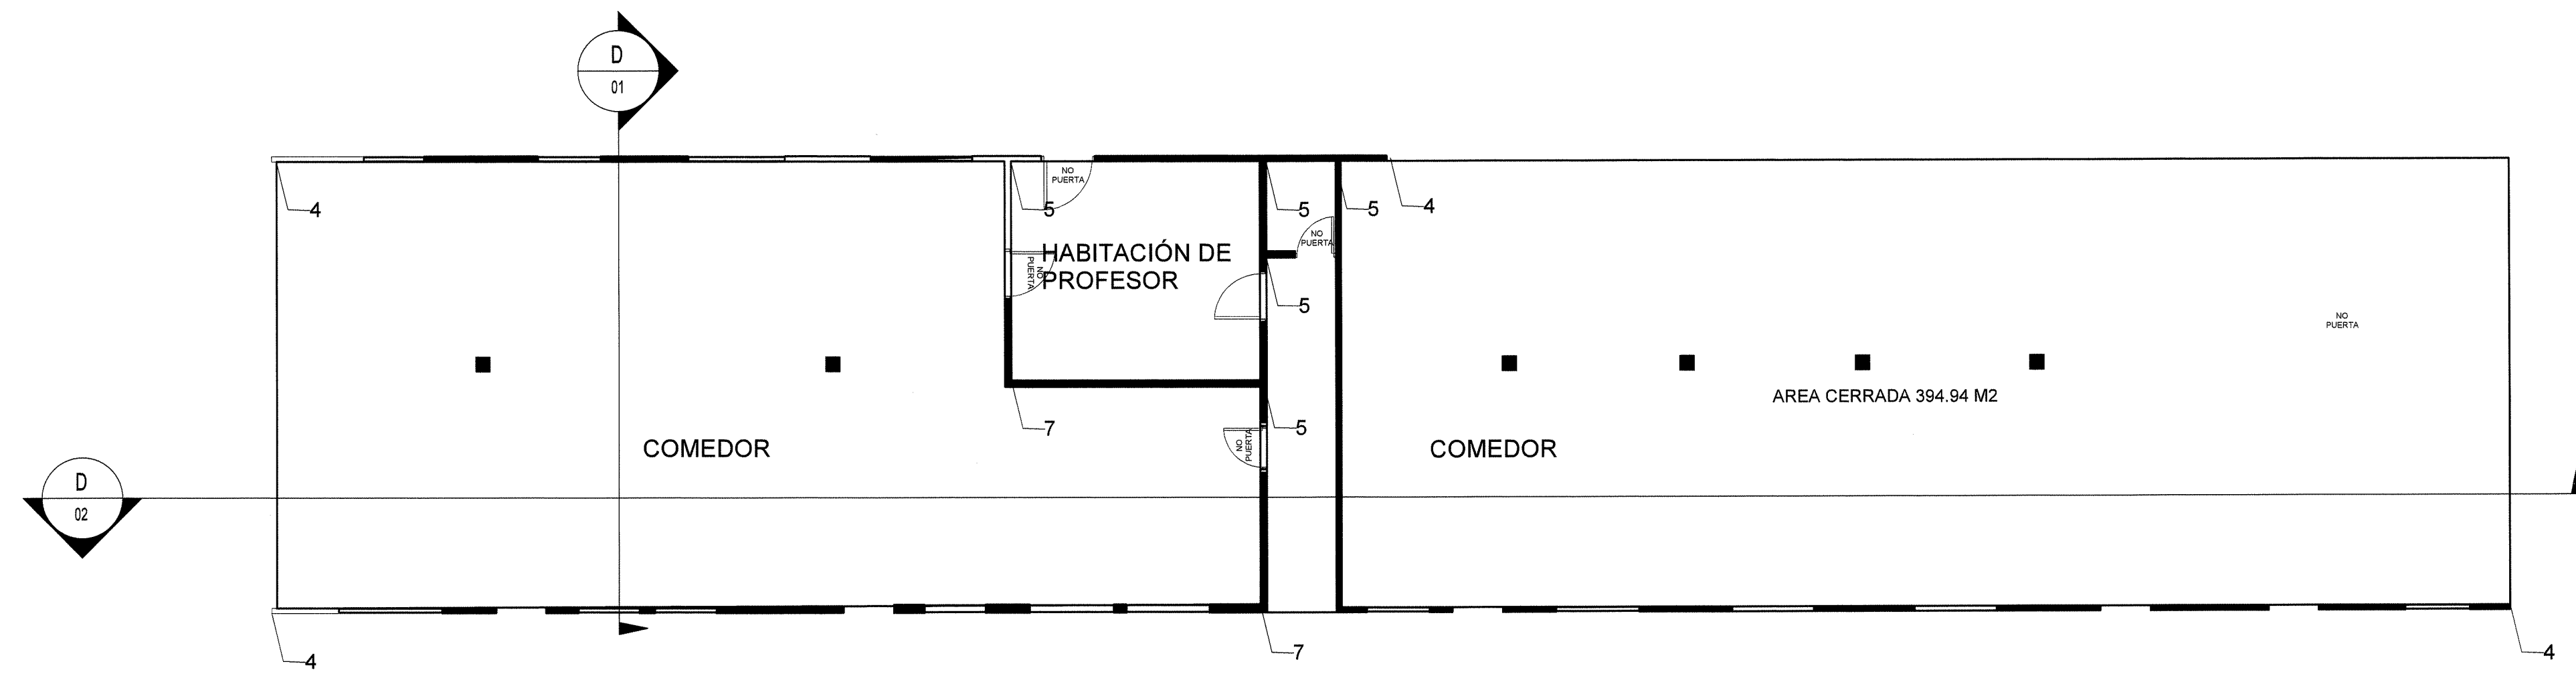 D
01
4
NO
PUERTA
5
5
5
4
NO
PUERTA
HABITACIÓN DE
PROFESOR
NO
PUERTA
5
NO
PUERTA
AREA CERRADA 394.94 M2
7
5
NO
PUERTA
COMEDOR
COMEDOR
D
02
4
7
4